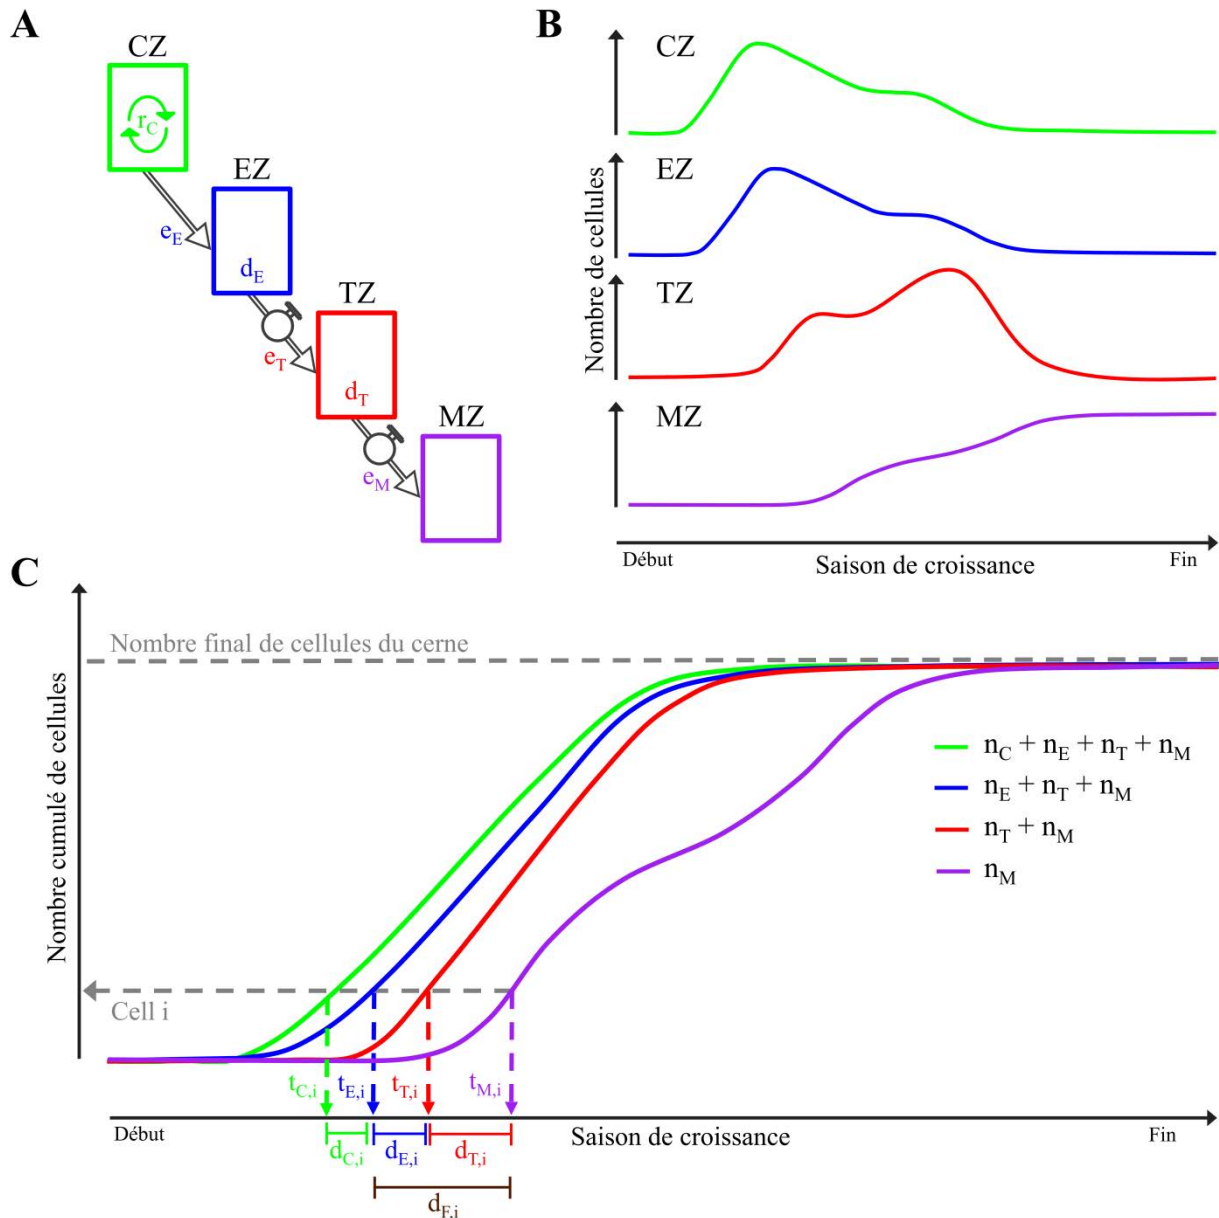 A
CZ
r_C
EZ
e_E
d_E
TZ
e_T
d_T
MZ
e_M
B
CZ
EZ
TZ
MZ
Nombre de cellules
Début
Saison de croissance
Fin
C
Nombre final de cellules du cerne
Nombre cumulé de cellules
n_C + n_E + n_T + n_M
n_E + n_T + n_M
n_T + n_M
n_M
Cell i
t_C,i
t_E,i
t_T,i
t_M,i
Début
Saison de croissance
Fin
d_C,i
d_E,i
d_T,i
d_F,i